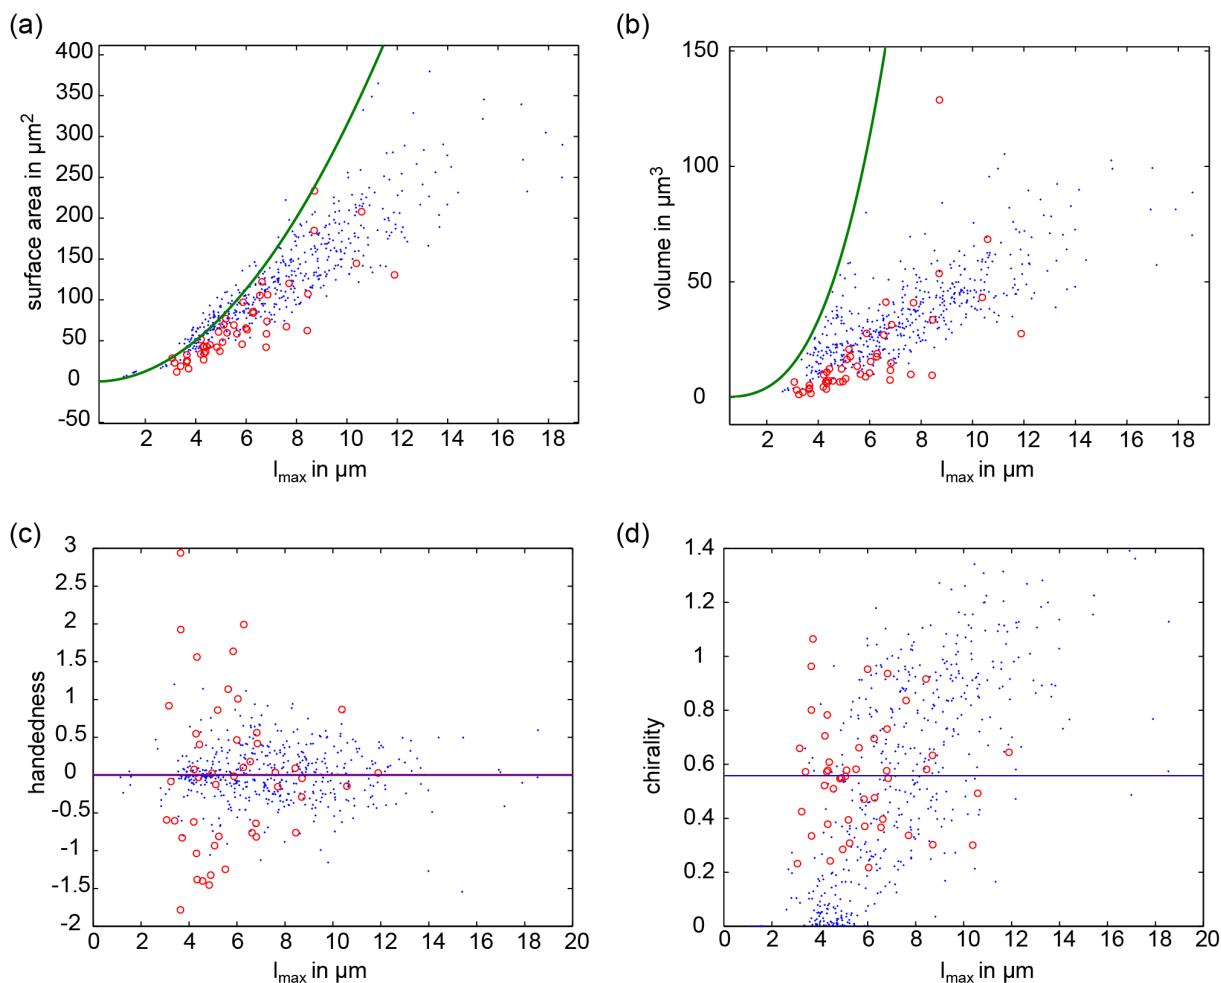 (a)
400
350
300
250
200
150
100
50
0
-50
surface area in µm²
2 4 6 8 10 12 14 16 18
lmax in µm
(b)
150
100
50
0
volume in µm³
2 4 6 8 10 12 14 16 18
lmax in µm
(c)
3
2.5
2
1.5
1
0.5
0
-0.5
-1
-1.5
-2
handedness
0 2 4 6 8 10 12 14 16 18 20
lmax in µm
(d)
1.4
1.2
1
0.8
0.6
0.4
0.2
0
chirality
0 2 4 6 8 10 12 14 16 18 20
lmax in µm